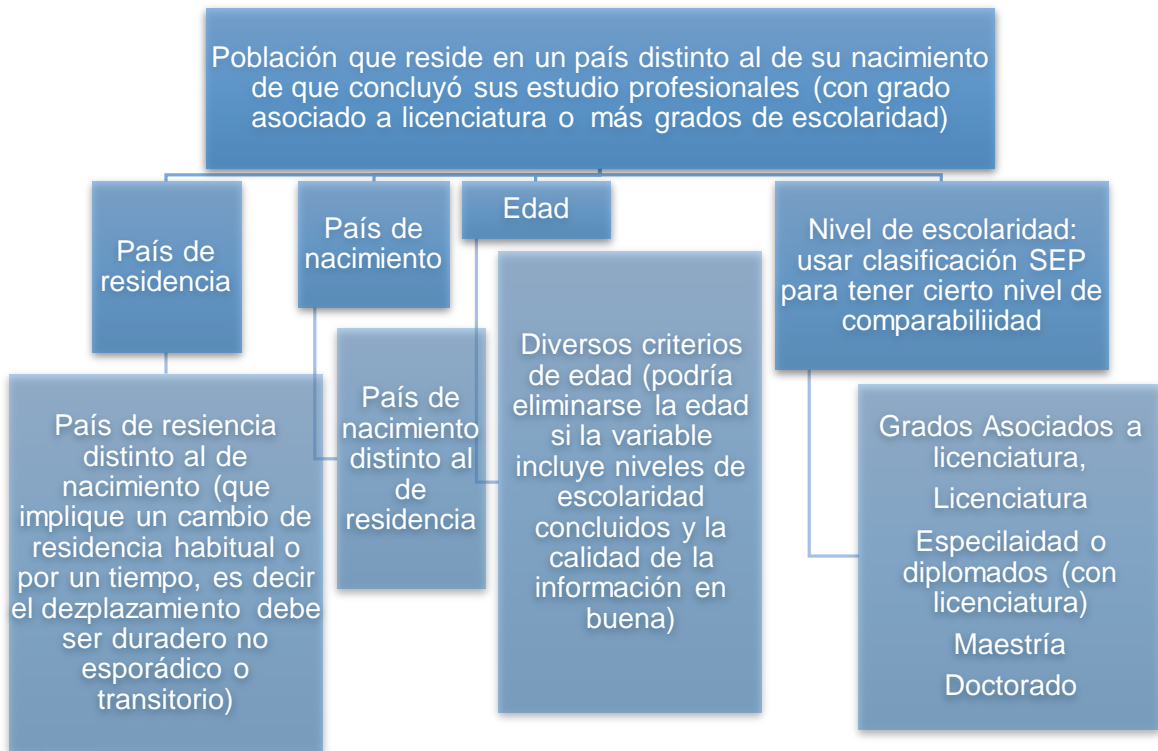 Población que reside en un país distinto al de su nacimiento
de que concluyó sus estudio profesionales (con grado
asociado a licenciatura o más grados de escolaridad)
País de
residencia
País de resiencia
distinto al de
nacimiento (que
implique un cambio de
residencia habitual o
por un tiempo, es decir
el dezplazamiento debe
ser duradero no
esporádico o
transitorio)
País de
nacimiento
País de
nacimiento
distinto al
de
residencia
Edad
Diversos criterios
de edad (podría
eliminarse la edad
si la variable
incluye niveles de
escolaridad
concluidos y la
calidad de la
información en
buena)
Nivel de escolaridad:
usar clasificación SEP
para tener cierto nivel de
comparabiliidad
Grados Asociados a
licenciatura,
Licenciatura
Especilaidad o
diplomados (con
licenciatura)
Maestría
Doctorado